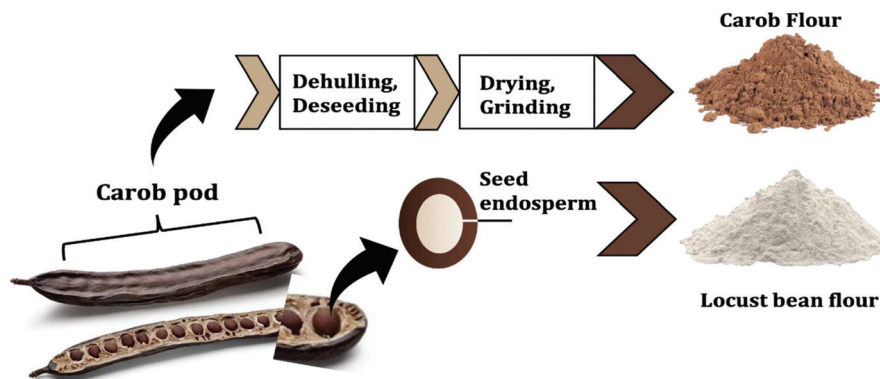 Carob Flour
Dehulling,
Deseeding
Drying,
Grinding
Carob pod
Seed
endosperm
Locust bean flour